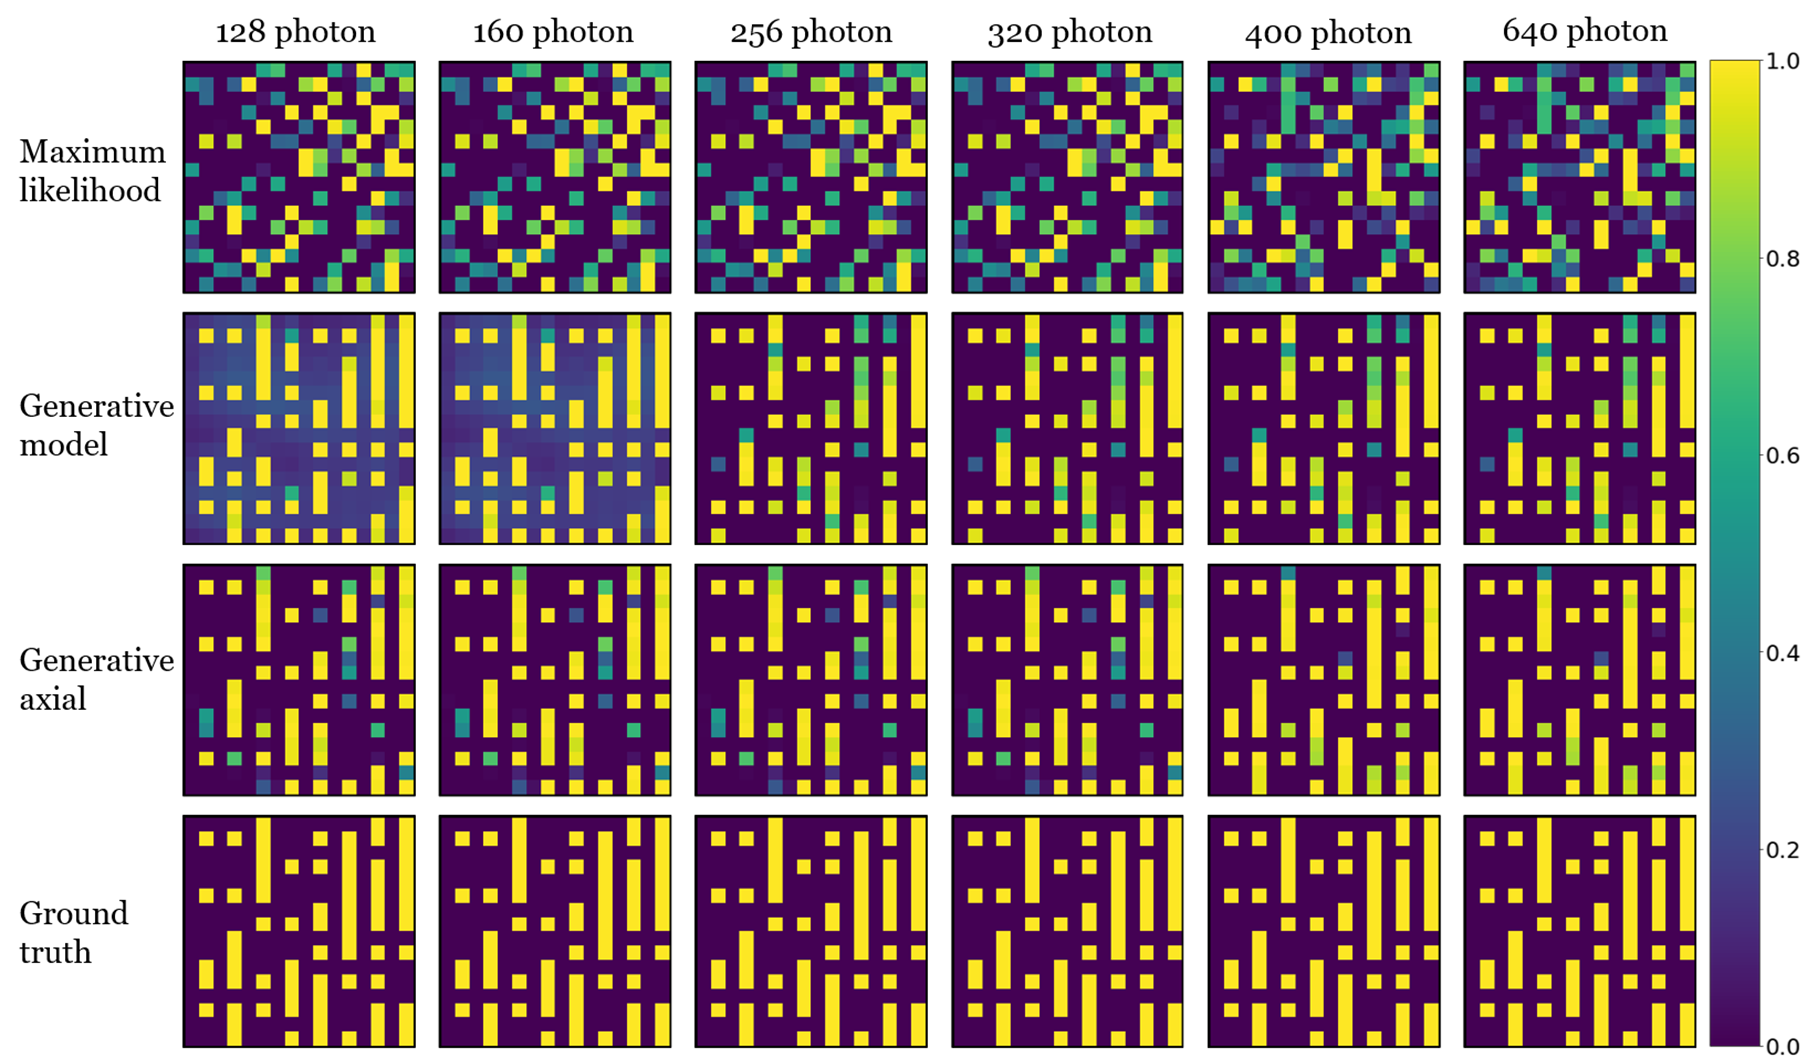 128 photon
160 photon
256 photon
320 photon
400 photon
640 photon
Maximum
likelihood
Generative
model
Generative
axial
Ground
truth
1.0
0.8
0.6
0.4
0.2
0.0